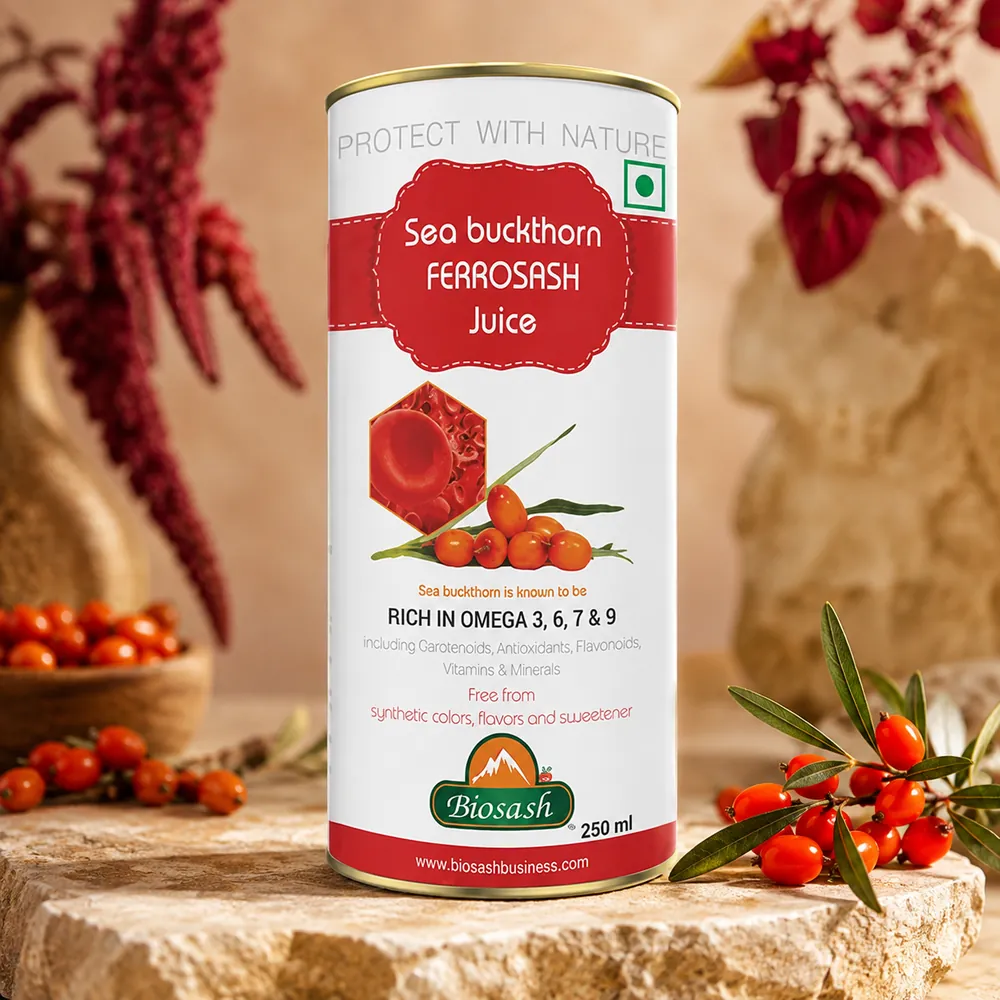 PROTECT WITH NATURE
Sea buckthorn
FERROSASH
Juice
Sea buckthorn is known to be
RICH IN OMEGA 3, 6, 7 & 9
including Garotenoids, Antioxidants, Flavonoids,
Vitamins & Minerals
Free from
synthetic colors, flavors and sweetener
Biosash
®
250 ml
www.biosashbusiness.com